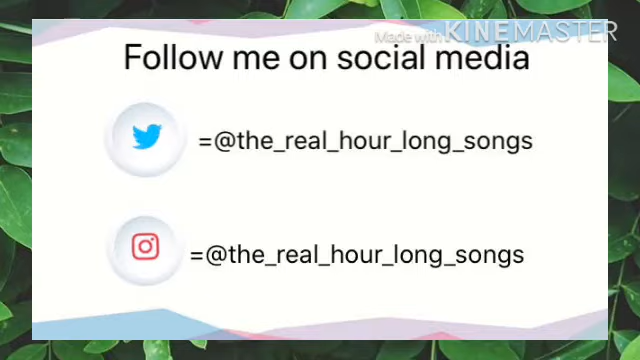 Made with KINEMASTER
Follow me on social media
=@the_real_hour_long_songs
=@the_real_hour_long_songs